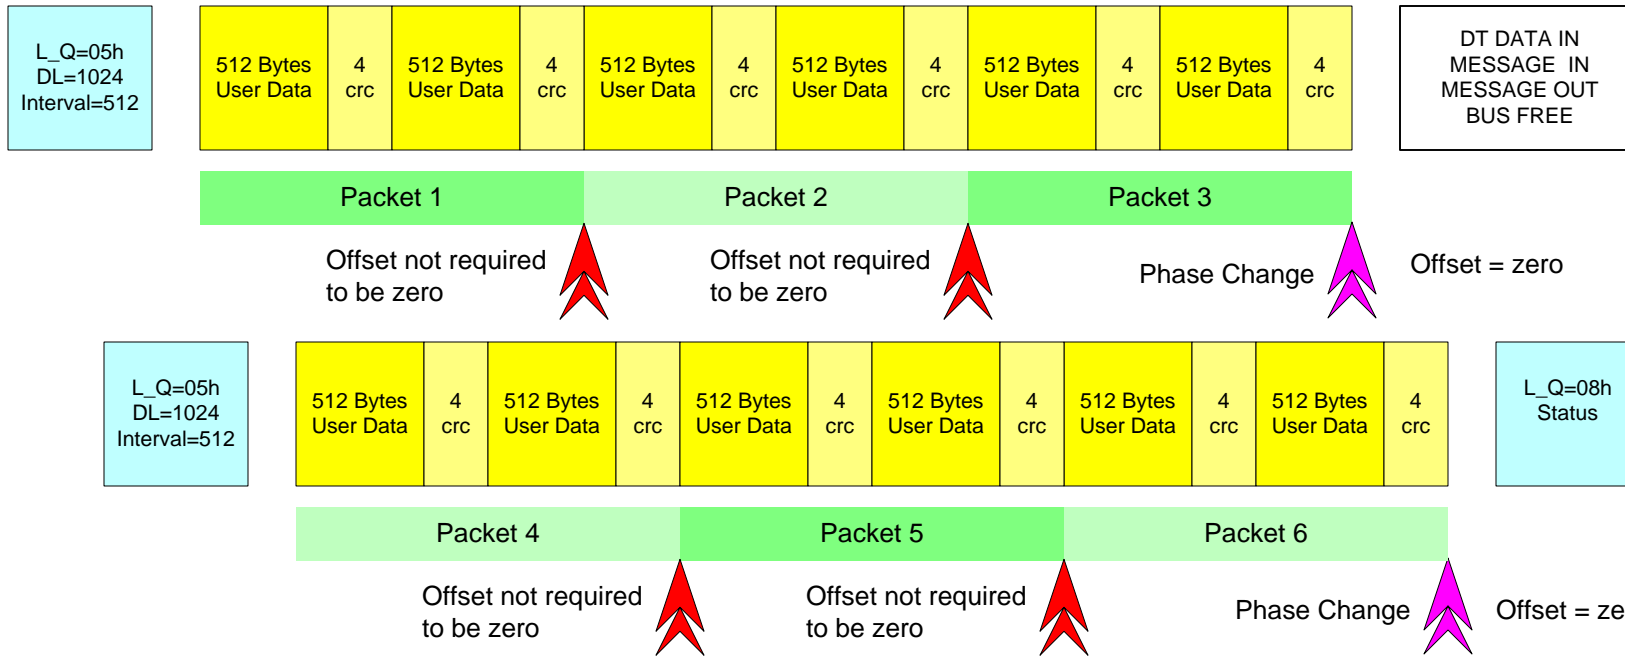 L_Q=05h
DL=1024
Interval=512
512 Bytes
User Data
4
crc
512 Bytes
User Data
4
crc
512 Bytes
User Data
4
crc
512 Bytes
User Data
4
crc
512 Bytes
User Data
4
crc
512 Bytes
User Data
4
crc
DT DATA IN
MESSAGE IN
MESSAGE OUT
BUS FREE
Packet 1
Packet 2
Packet 3
Offset not required
to be zero
Offset not required
to be zero
Phase Change
Offset = zero
L_Q=05h
DL=1024
Interval=512
512 Bytes
User Data
4
crc
512 Bytes
User Data
4
crc
512 Bytes
User Data
4
crc
512 Bytes
User Data
4
crc
512 Bytes
User Data
4
crc
512 Bytes
User Data
4
crc
L_Q=08h
Status
Packet 4
Packet 5
Packet 6
Offset not required
to be zero
Offset not required
to be zero
Phase Change
Offset = ze